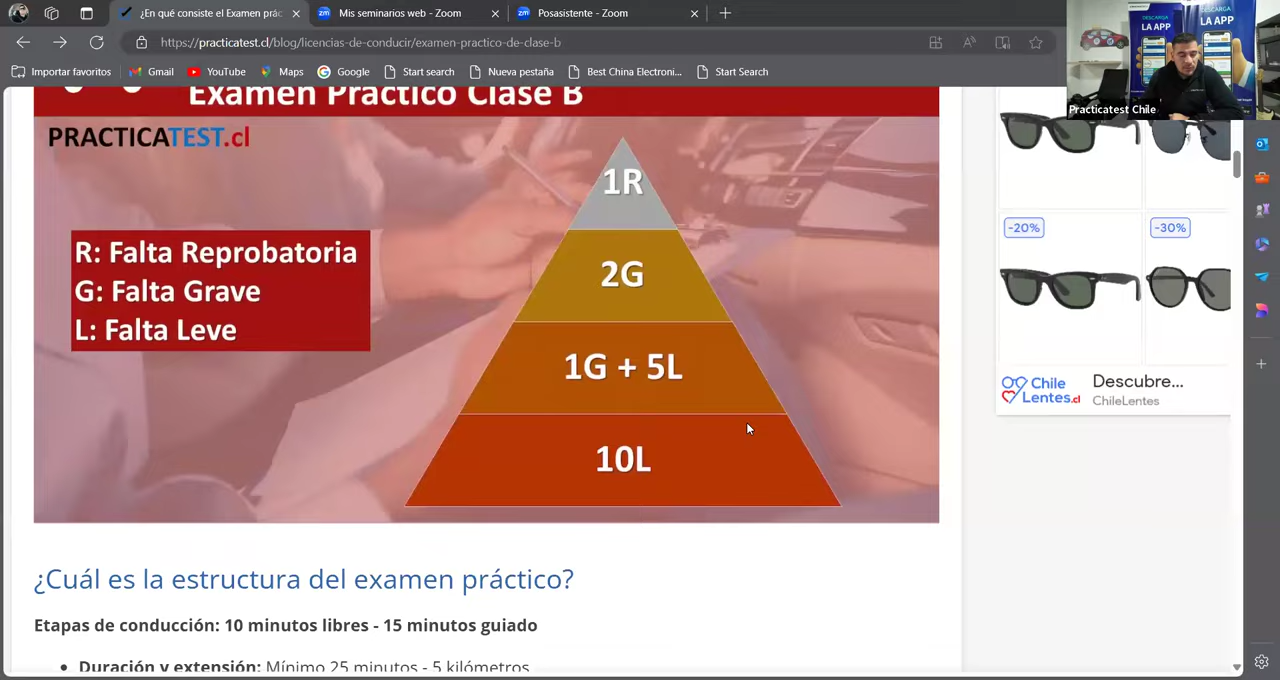 ¿En qué consiste el Examen prác
Mis seminarios web - Zoom
Posasistente - Zoom
https://practicatest.cl/blog/licencias-de-conducir/examen-practico-de-clase-b
Importar favoritos
Gmail
YouTube
Maps
Google
Start search
Nueva pestaña
Best China Electroni...
Start Search
DESCARGA
LA APP
DESCARGA
LA APP
Practicatest Chile
Examen Práctico Clase B
PRACTICATEST.cl
R: Falta Reprobatoria
G: Falta Grave
L: Falta Leve
1R
2G
1G + 5L
10L
-20%
-30%
Chile
Lentes.cl
Descubre...
ChileLentes
¿Cuál es la estructura del examen práctico?
Etapas de conducción: 10 minutos libres - 15 minutos guiado
• Duración y extensión: Mínimo 25 minutos - 5 kilómetros